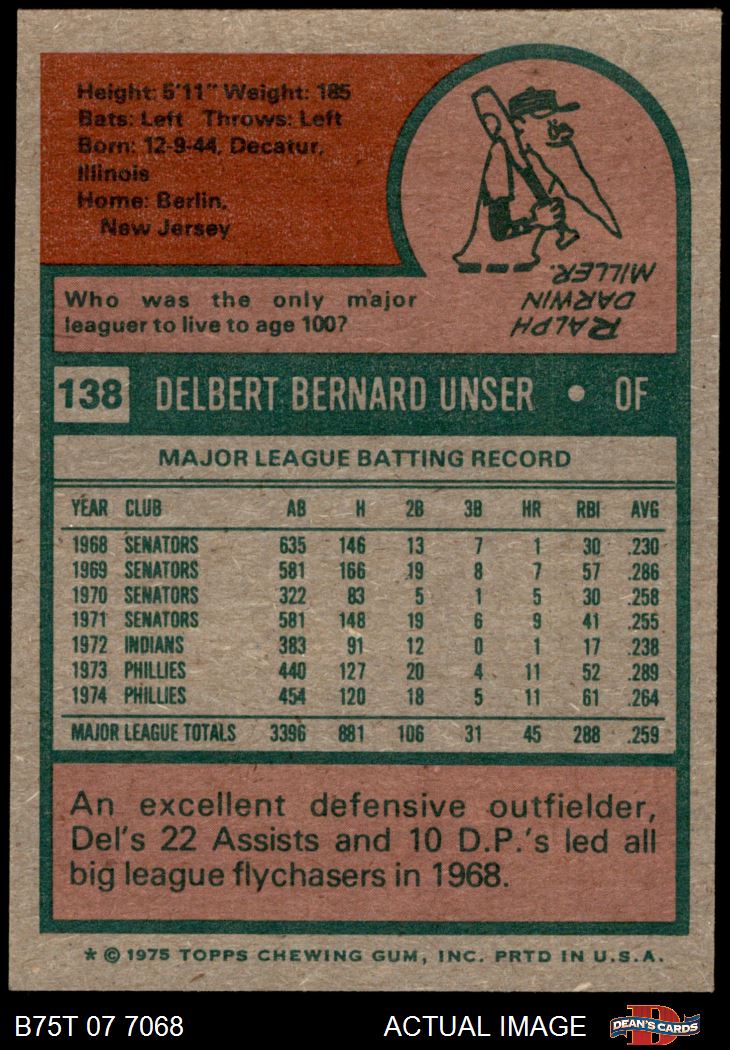 Height: 5'11" Weight: 185
Bats: Left Throws: Left
Born: 12-9-44, Decatur,
Illinois
Home: Berlin,
New Jersey
Who was the only major
leaguer to live to age 100?
RALPH
DARWIN
MILLER.
138 DELBERT BERNARD UNSER • OF
MAJOR LEAGUE BATTING RECORD
YEAR CLUB AB H 2B 3B HR RBI AVG
1968 SENATORS 635 146 13 7 1 30 .230
1969 SENATORS 581 166 19 8 7 57 .286
1970 SENATORS 322 83 5 1 5 30 .258
1971 SENATORS 581 148 19 6 9 41 .255
1972 INDIANS 383 91 12 0 1 17 .238
1973 PHILLIES 440 127 20 4 11 52 .289
1974 PHILLIES 454 120 18 5 11 61 .264
MAJOR LEAGUE TOTALS 3396 881 106 31 45 288 .259
An excellent defensive outfielder,
Del's 22 Assists and 10 D.P.'s led all
big league flychasers in 1968.
* © 1975 TOPPS CHEWING GUM, INC. PRTD IN U.S.A.
B75T 07 7068 ACTUAL IMAGE D DEAN'S CARDS